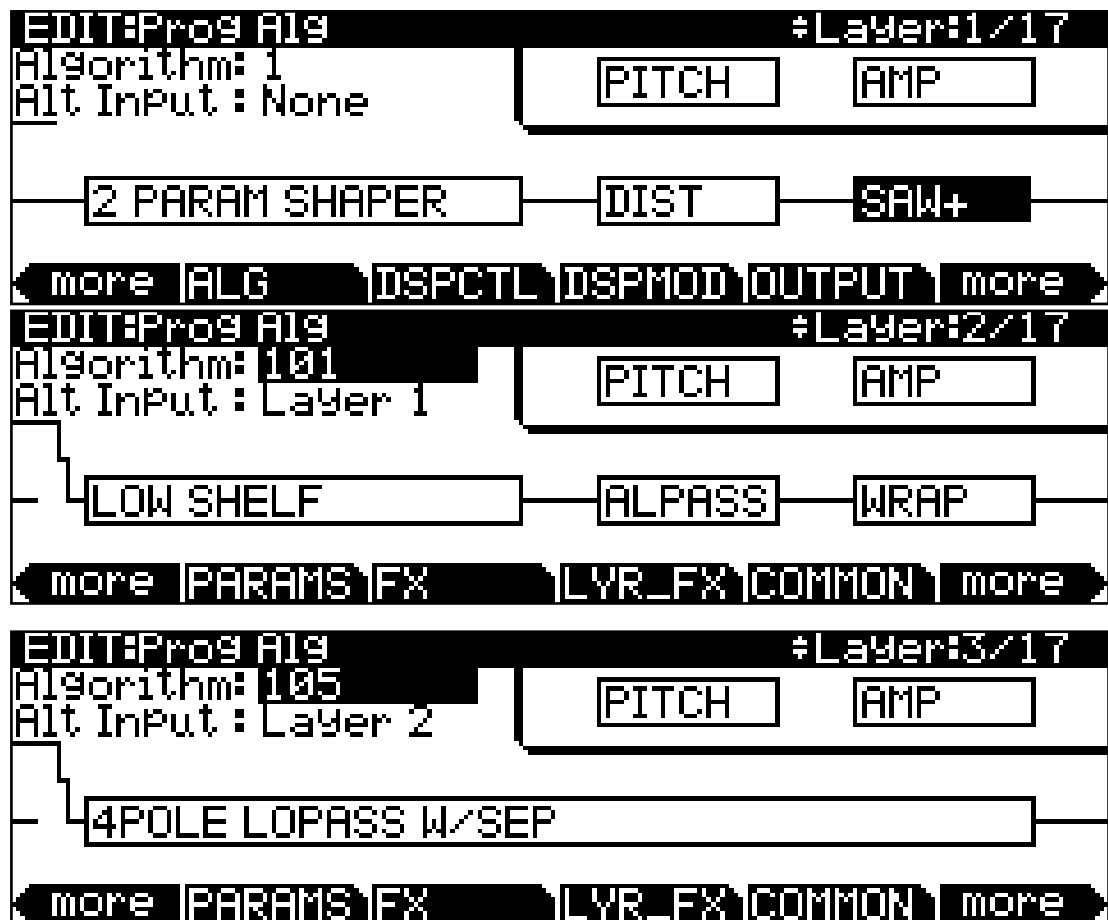 EDIT:Prog Alg ÷Layer:1/17
Algorithm: 1
Alt Input : None
PITCH AMP
2 PARAM SHAPER DIST SAW+
more ALG DSPCTL DSPMOD OUTPUT more
EDIT:Prog Alg ÷Layer:2/17
Algorithm: 101
Alt Input : Layer 1
PITCH AMP
LOW SHELF ALPASS WRAP
more PARAMS FX LYR_FX COMMON more
EDIT:Prog Alg ÷Layer:3/17
Algorithm: 105
Alt Input : Layer 2
PITCH AMP
4POLE LOPASS W/SEP
more PARAMS FX LYR_FX COMMON more